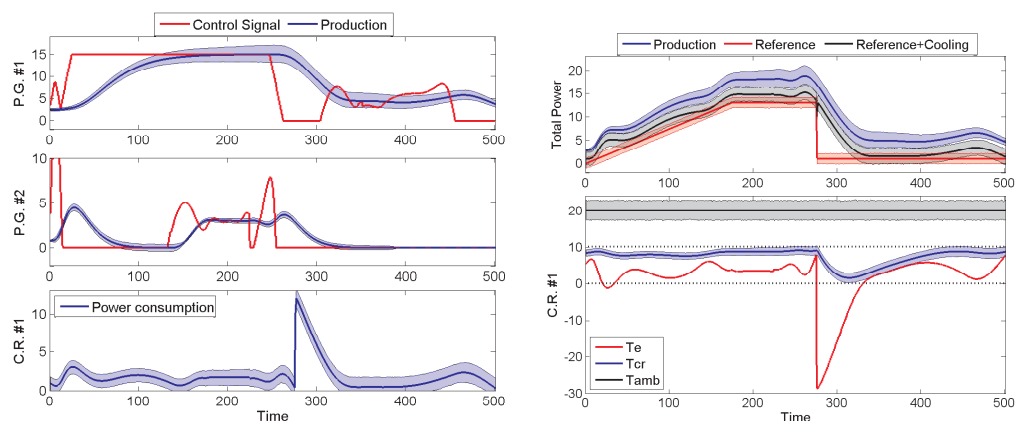 Control Signal Production
P.G. #1
15
10
5
0
0 100 200 300 400 500
P.G. #2
10
5
0
0 100 200 300 400 500
Power consumption
C.R. #1
10
5
0
0 100 200 300 400 500
Time
Production Reference Reference+Cooling
Total Power
20
15
10
5
0
0 100 200 300 400 500
C.R. #1
20
10
0
-10
-20
-30
Te
Tcr
Tamb
0 100 200 300 400 500
Time